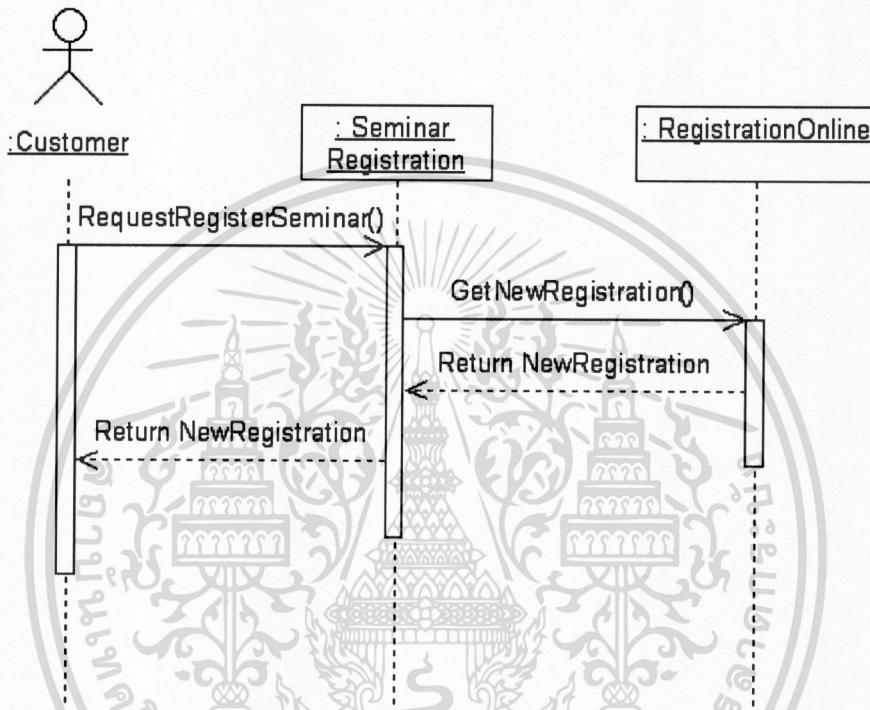 :Customer
: Seminar
Registration
: RegistrationOnline
RequestRegisterSeminar()
GetNewRegistration()
Return NewRegistration
Return NewRegistration